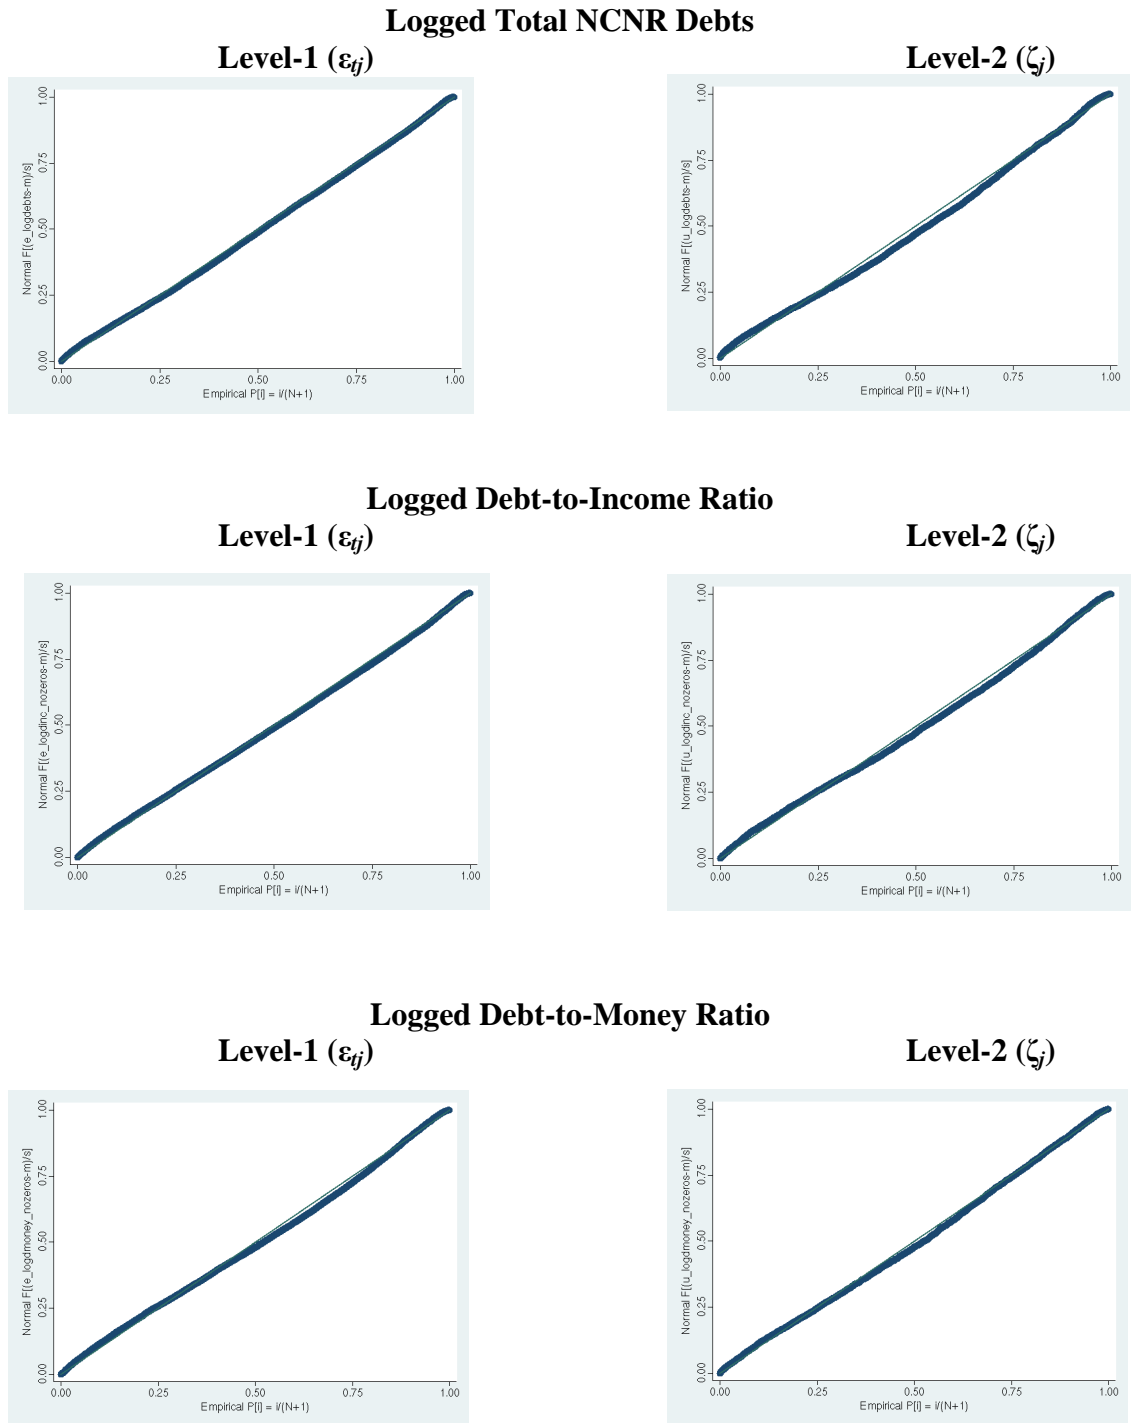 Logged Total NCNR Debts
Level-1 (εtj)
Level-2 (ζj)
Normal F[(e_logdebts-m)/s]
1.00
0.75
0.50
0.25
0.00
0.00 0.25 0.50 0.75 1.00
Empirical P[i] = i/(N+1)
Normal F[(u_logdebts-m)/s]
1.00
0.75
0.50
0.25
0.00
0.00 0.25 0.50 0.75 1.00
Empirical P[i] = i/(N+1)
Logged Debt-to-Income Ratio
Level-1 (εtj)
Level-2 (ζj)
Normal F[(e_logdinc_nozeros-m)/s]
1.00
0.75
0.50
0.25
0.00
0.00 0.25 0.50 0.75 1.00
Empirical P[i] = i/(N+1)
Normal F[(u_logdinc_nozeros-m)/s]
1.00
0.75
0.50
0.25
0.00
0.00 0.25 0.50 0.75 1.00
Empirical P[i] = i/(N+1)
Logged Debt-to-Money Ratio
Level-1 (εtj)
Level-2 (ζj)
Normal F[(e_logdmoney_nozeros-m)/s]
1.00
0.75
0.50
0.25
0.00
0.00 0.25 0.50 0.75 1.00
Empirical P[i] = i/(N+1)
Normal F[(u_logdmoney_nozeros-m)/s]
1.00
0.75
0.50
0.25
0.00
0.00 0.25 0.50 0.75 1.00
Empirical P[i] = i/(N+1)